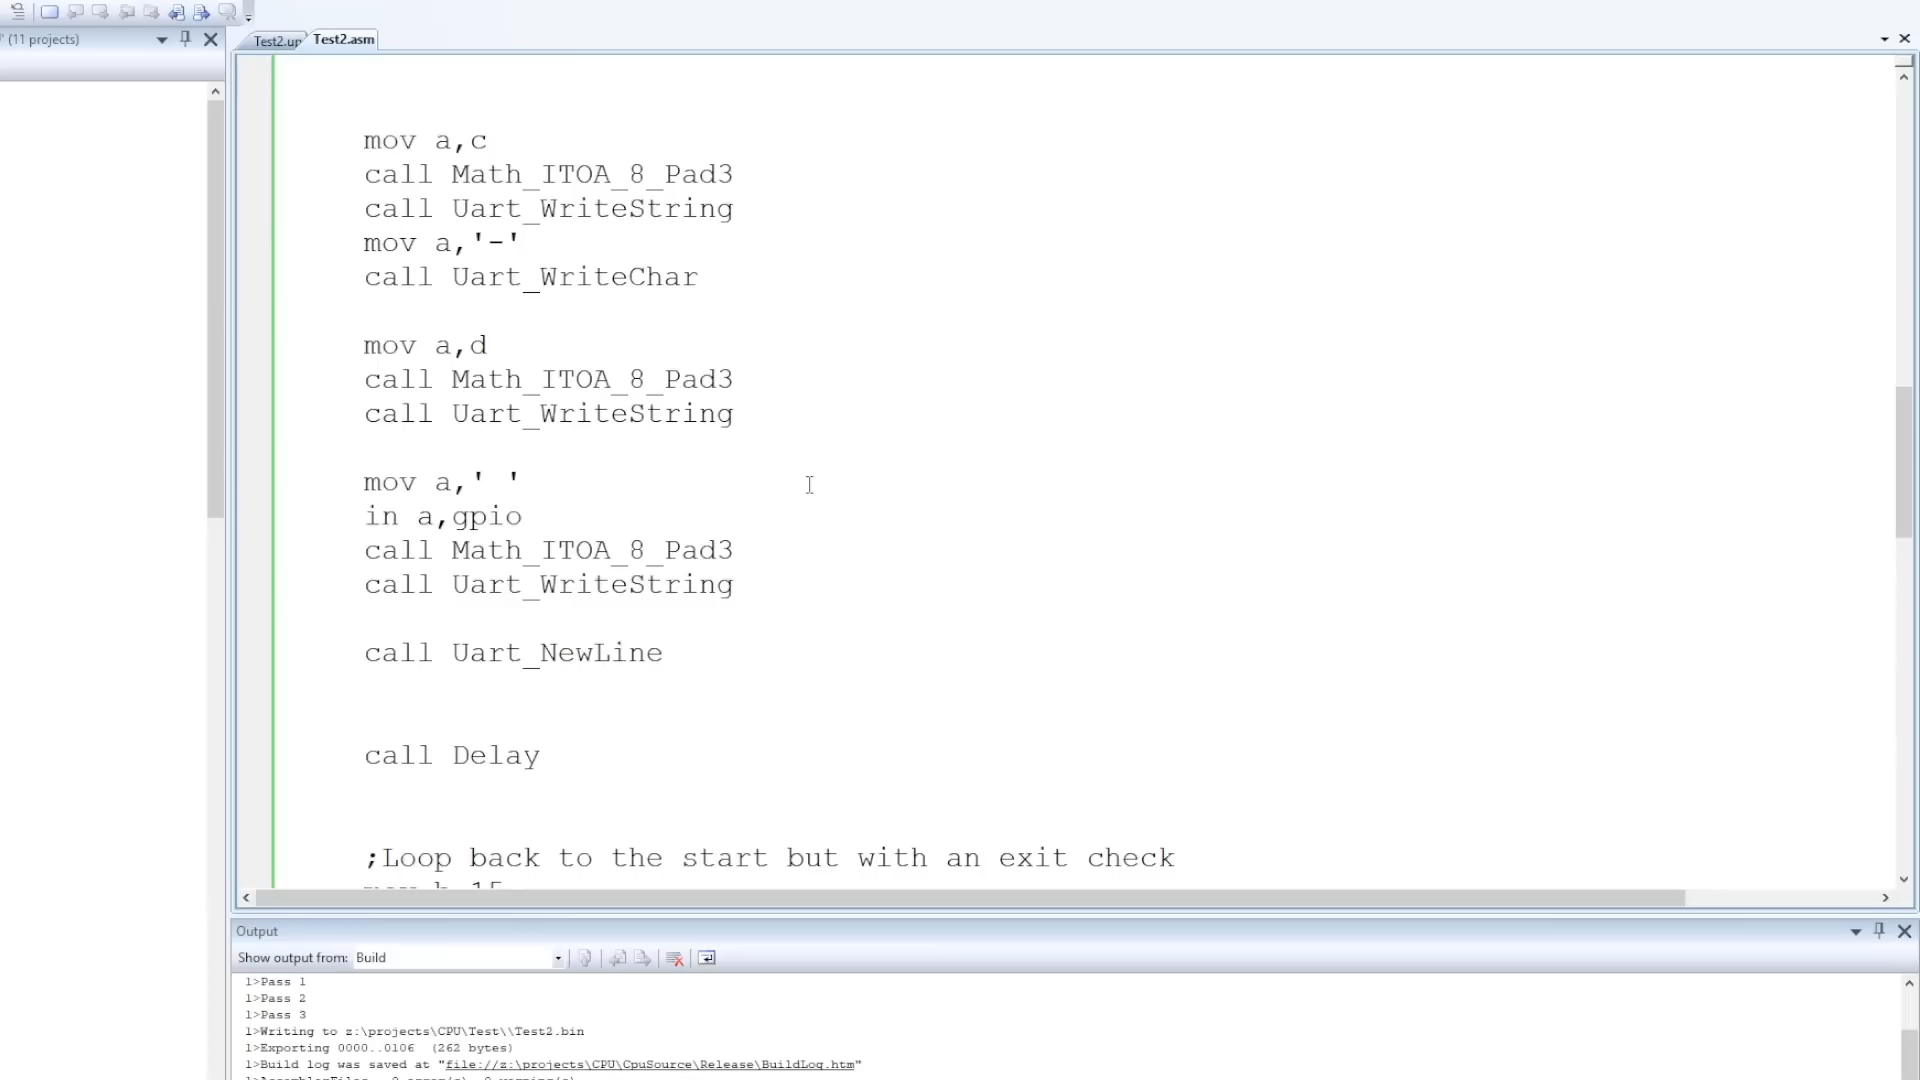 ' (11 projects)
Test2.up
Test2.asm
mov a,c
call Math_ITOA_8_Pad3
call Uart_WriteString
mov a,'-'
call Uart_WriteChar
mov a,d
call Math_ITOA_8_Pad3
call Uart_WriteString
mov a,' '
in a,gpio
call Math_ITOA_8_Pad3
call Uart_WriteString
call Uart_NewLine
call Delay
;Loop back to the start but with an exit check
Output
Show output from: Build
1>Pass 1
1>Pass 2
1>Pass 3
1>Writing to z:\projects\CPU\Test\\Test2.bin
1>Exporting 0000..0106 (262 bytes)
1>Build log was saved at "file://z:\projects\CPU\CpuSource\Release\BuildLog.htm"